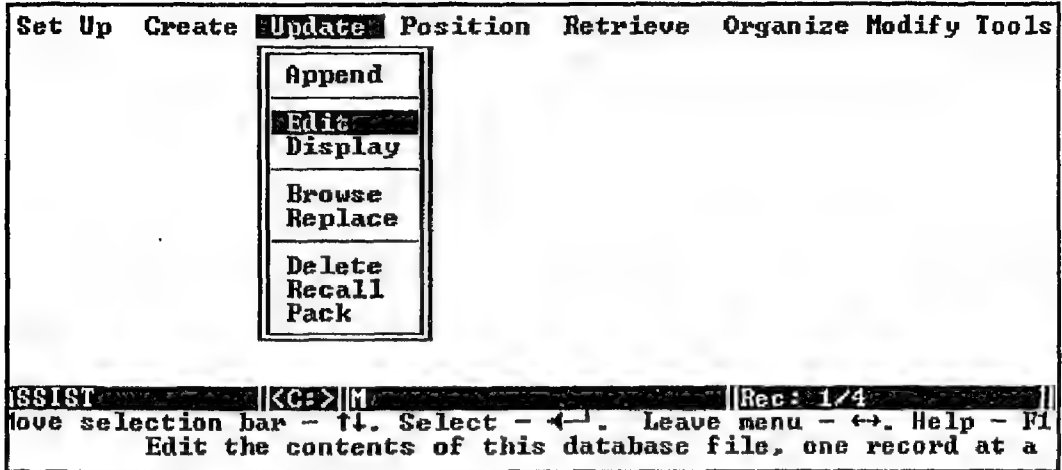 Set Up Create Update Position Retrieve Organize Modify Tools
Append
Edit
Display
Browse
Replace
Delete
Recall
Pack
SSIST <C:> M Rec: 1/4
ove selection bar - ↑↓. Select - ←┘. Leave menu - ↔. Help - F1
Edit the contents of this database file, one record at a